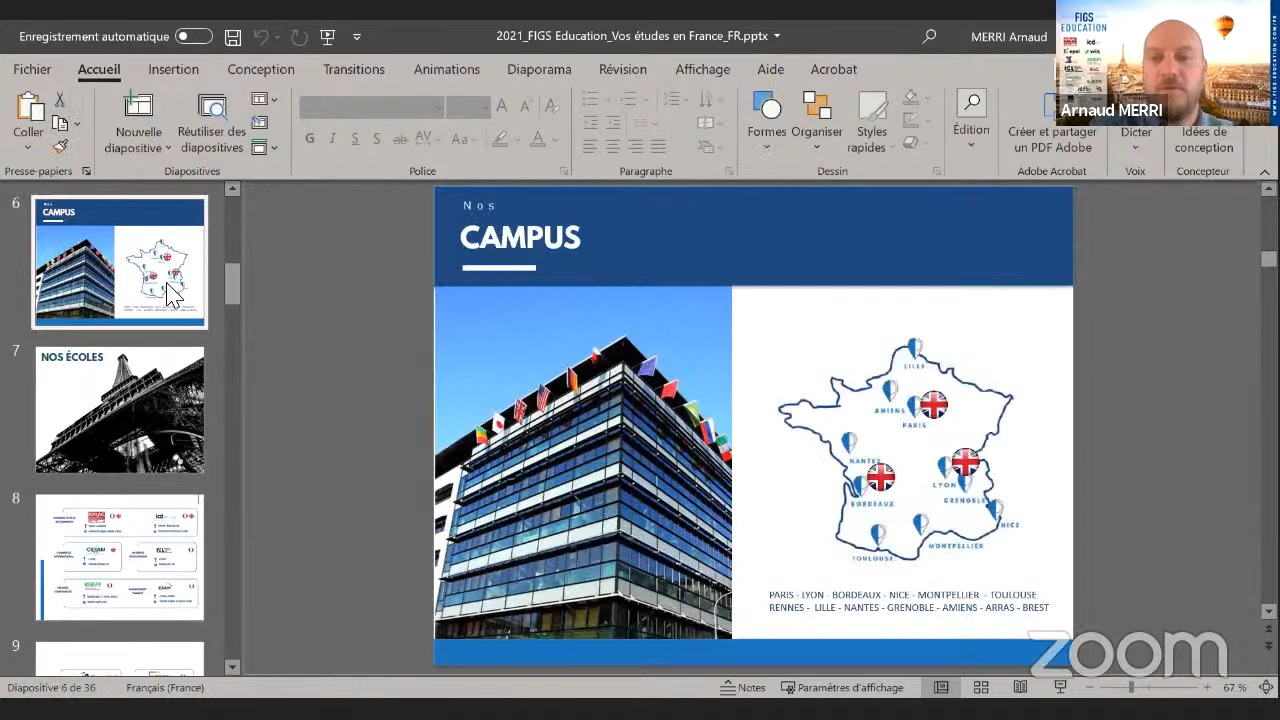 Enregistrement automatique
2021_FIGS Education_Vos études en France_FR.pptx
MERRI Arnaud
FIGS
EDUCATION
Arnaud MERRI
Fichier
Accueil
Insertion
Conception
Transitions
Affichage
Aide
Acrobat
Coller
Nouvelle
diapositive
Réutiliser des
diapositives
G I S
Aa
Formes
Organiser
Styles
rapides
Édition
Créer et partager
un PDF Adobe
Dicter
Idées de
conception
Presse-papiers
Diapositives
Police
Paragraphe
Dessin
Adobe Acrobat
Voix
Concepteur
6
Nos
CAMPUS
7
NOS ÉCOLES
8
9
Nos
CAMPUS
LILLE
AMIENS
PARIS
NANTES
LYON
BORDEAUX
GRENOBLE
NICE
MONTPELLIER
TOULOUSE
PARIS - LYON - BORDEAUX - NICE - MONTPELLIER - TOULOUSE
RENNES - LILLE - NANTES - GRENOBLE - AMIENS - ARRAS - BREST
zoom
Diapositive 6 de 36
Français (France)
Notes
Paramètres d'affichage
67 %